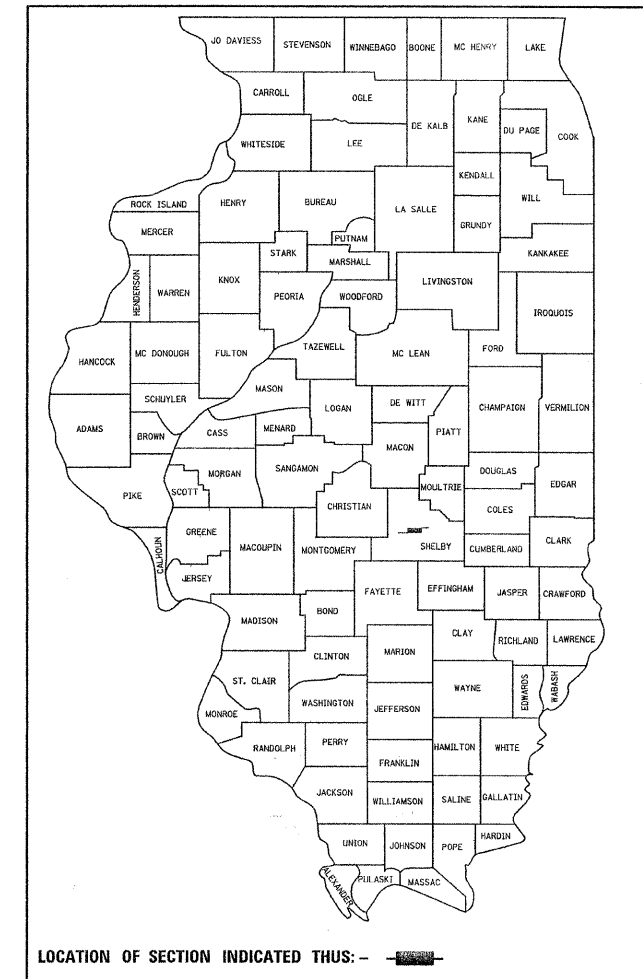 JO DAVIESS
STEVENSON
WINNEBAGO
BOONE
MC HENRY
LAKE
CARROLL
OGLE
DE KALB
KANE
DU PAGE
COOK
WHITESIDE
LEE
KENDALL
WILL
ROCK ISLAND
HENRY
BUREAU
LA SALLE
GRUNDY
MERCER
PUTNAM
STARK
MARSHALL
KANKAKEE
HENDERSON
WARREN
KNOX
PEORIA
WOODFORD
LIVINGSTON
IROQUOIS
HANCOCK
MC DONOUGH
FULTON
TAZEWELL
MC LEAN
FORD
SCHUYLER
MASON
LOGAN
DE WITT
CHAMPAIGN
VERMILION
ADAMS
BROWN
CASS
MENARD
MACON
PIATT
MORGAN
SANGAMON
DOUGLAS
EDGAR
PIKE
SCOTT
CHRISTIAN
MOULTRIE
COLES
GREENE
MACOUPIN
MONTGOMERY
SHELBY
CUMBERLAND
CLARK
CALHOUN
JERSEY
FAYETTE
EFFINGHAM
JASPER
CRAWFORD
MADISON
BOND
CLAY
RICHLAND
LAWRENCE
CLINTON
MARION
ST. CLAIR
WAYNE
EDWARDS
WABASH
MONROE
WASHINGTON
JEFFERSON
RANDOLPH
PERRY
HAMILTON
WHITE
FRANKLIN
JACKSON
WILLIAMSON
SALINE
GALLATIN
UNION
JOHNSON
POPE
HARDIN
ALEXANDER
PULASKI
MASSAC
LOCATION OF SECTION INDICATED THUS: –